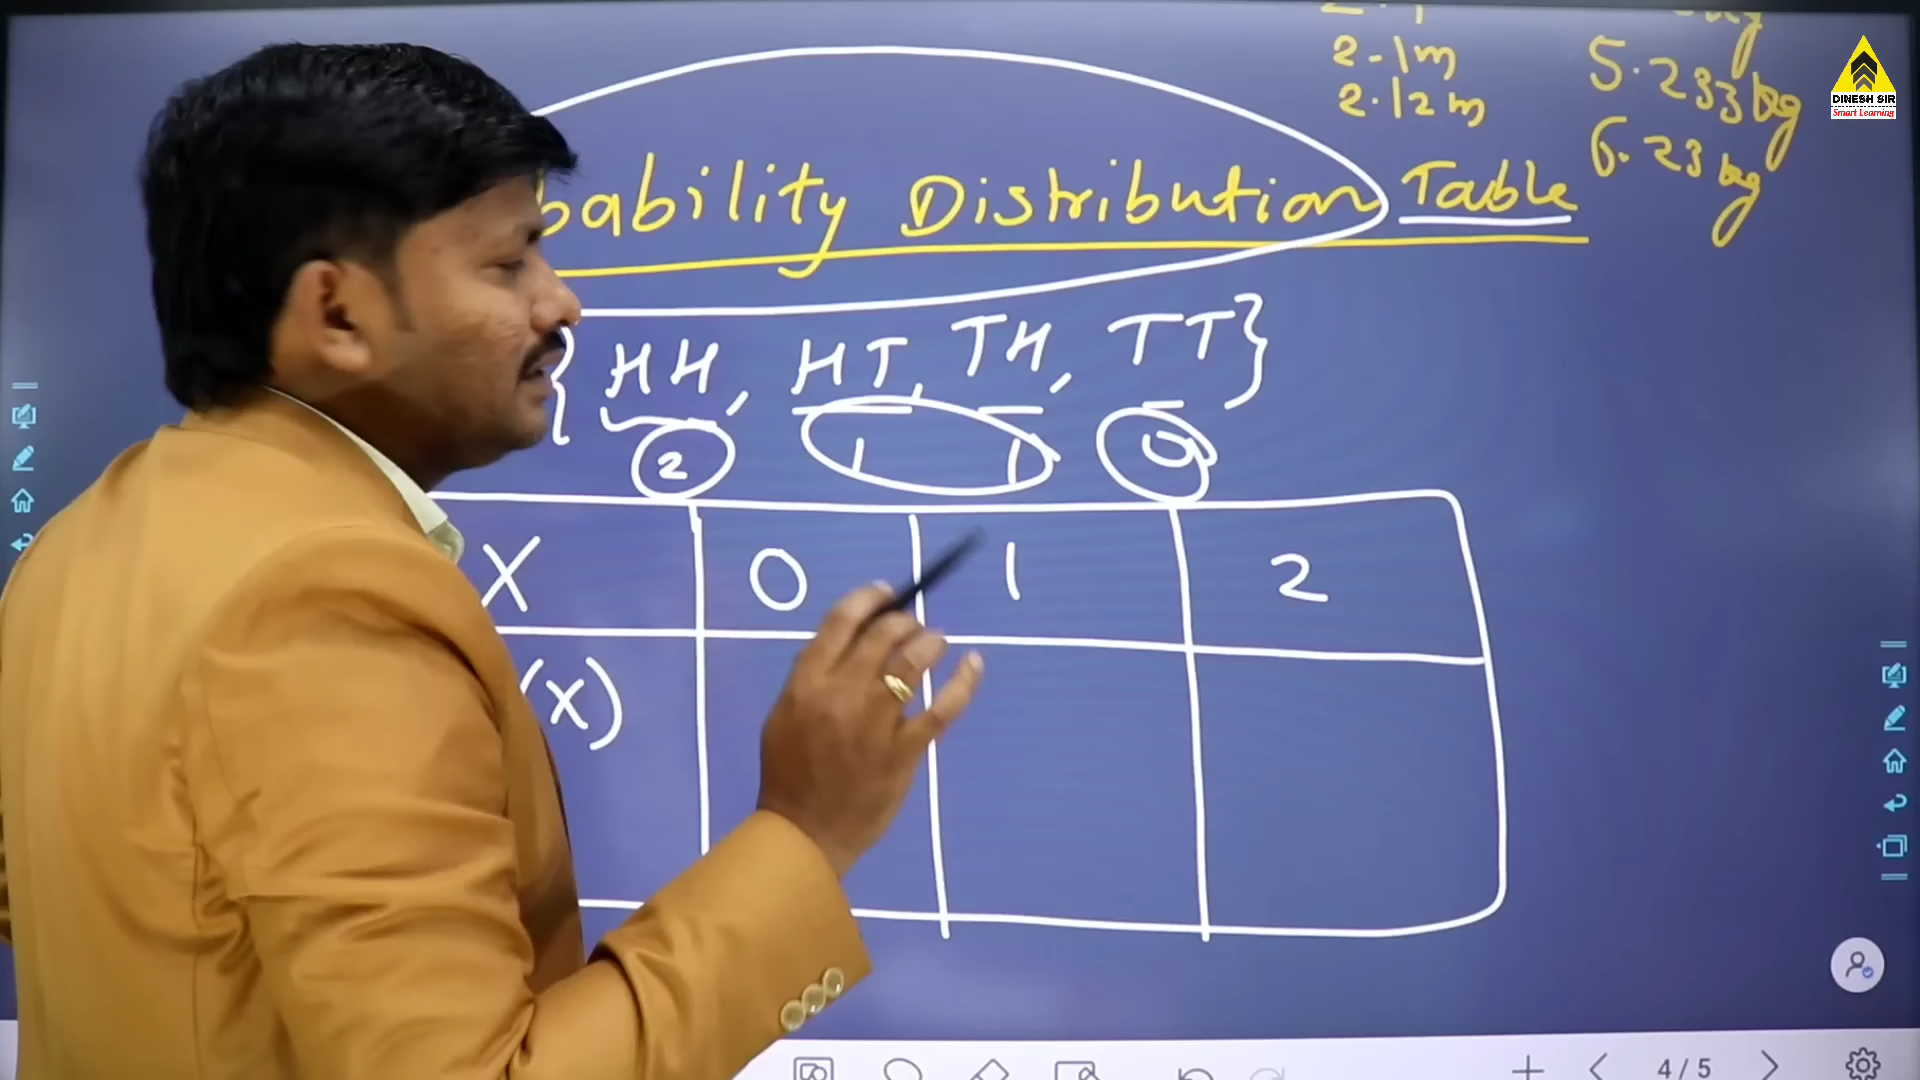 2.1m
2.12m
5.233kg
6.23kg
DINESH SIR
Smart Learning
bability Distribution Table
{ HH, HT, TH, TT}
2 1 1 0
X 0 1 2
(X)
4/5